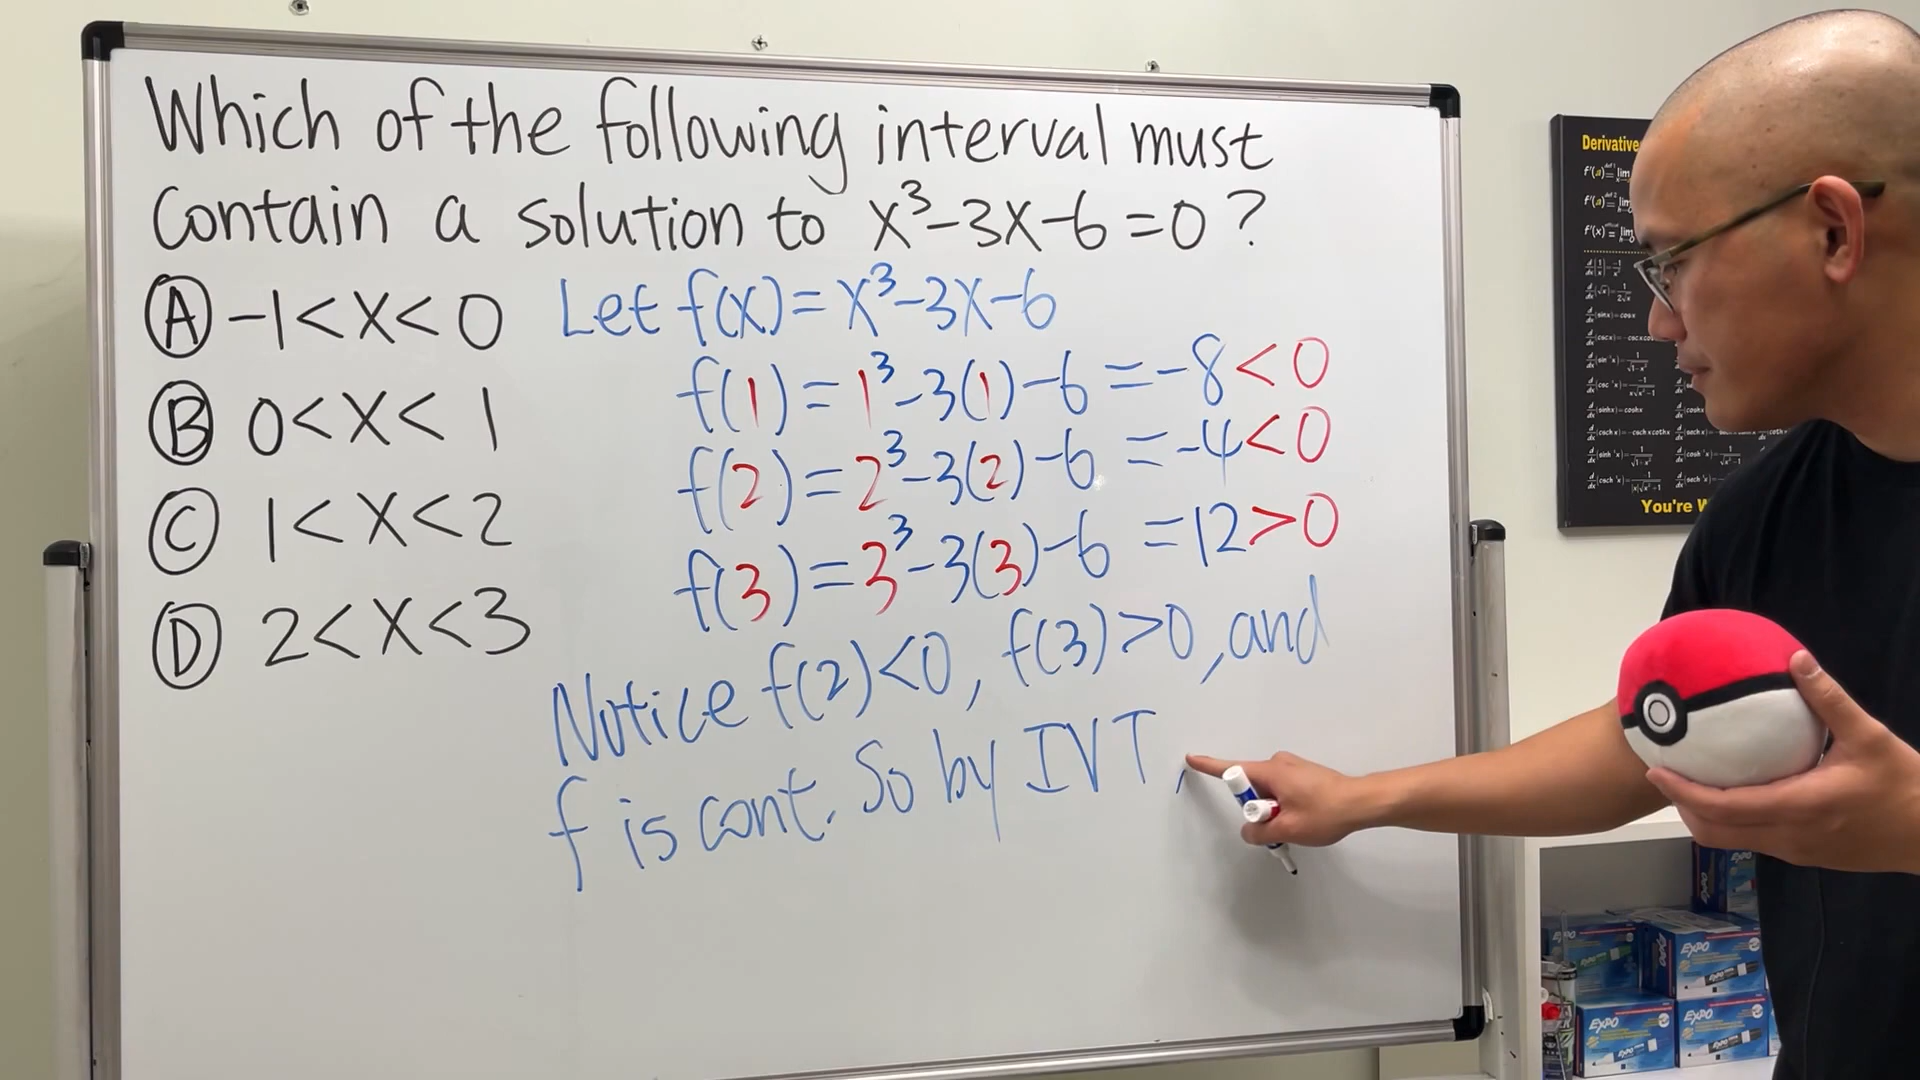 Which of the following interval must
contain a solution to x³-3x-6=0?
Ⓐ -1<x<0
Ⓑ 0<x<1
Ⓒ 1<x<2
Ⓓ 2<x<3
Let f(x)=x³-3x-6
f(1)=1³-3(1)-6=-8<0
f(2)=2³-3(2)-6=-4<0
f(3)=3³-3(3)-6=12>0
Notice f(2)<0, f(3)>0, and
f is cont. So by IVT,
Derivative
You're W
EXPO
EXPO
EXPO
EXPO
EXPO